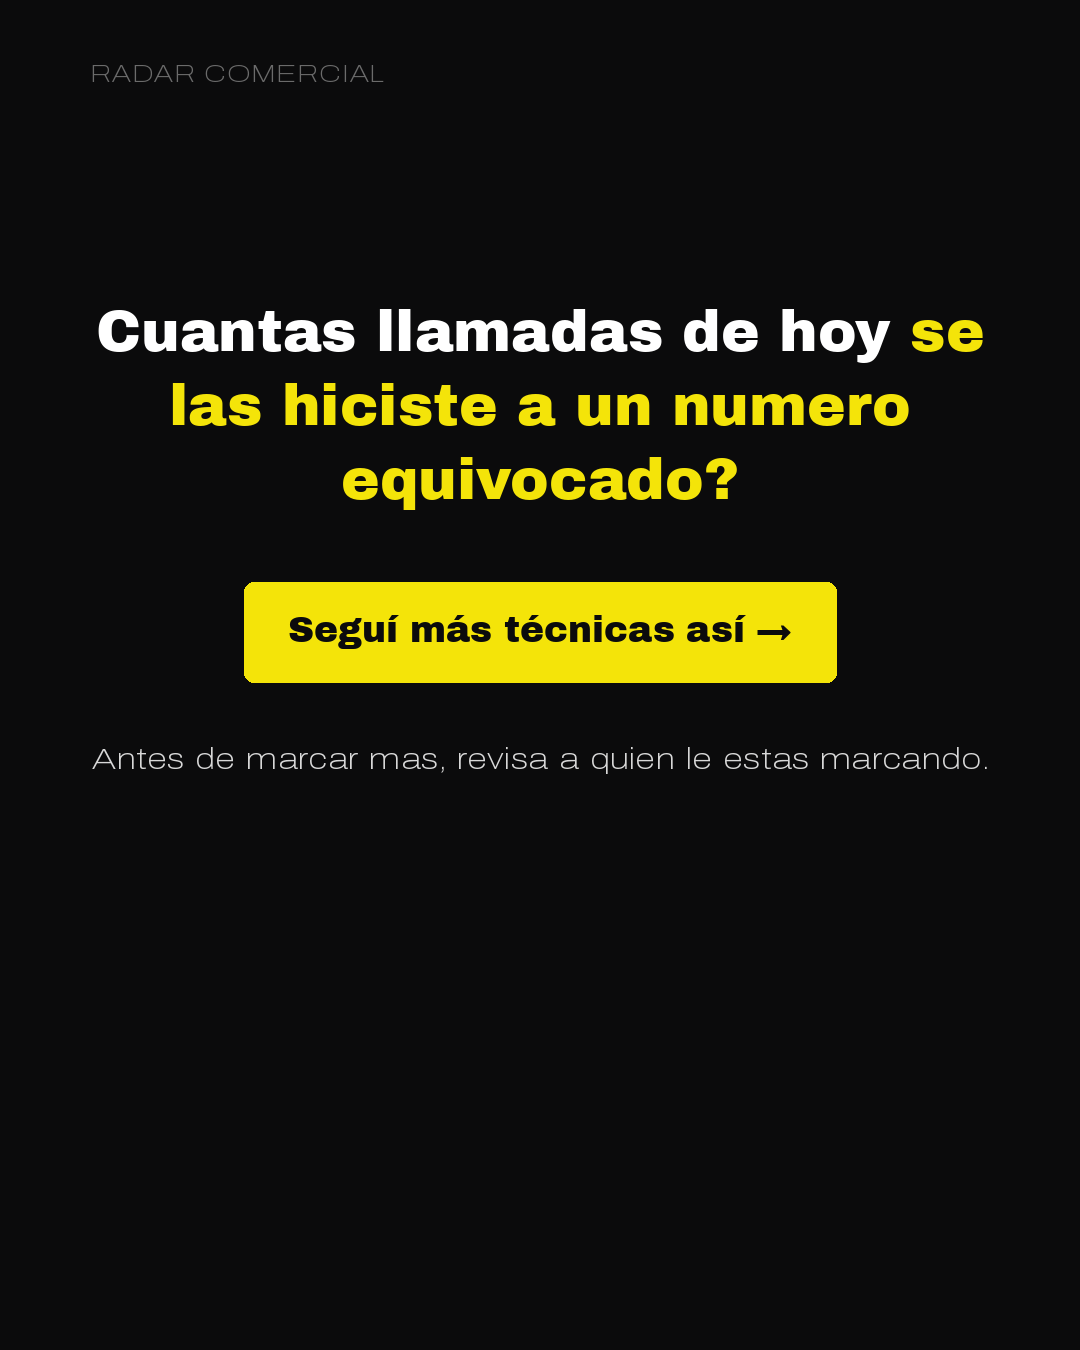 RADAR COMERCIAL
Cuantas llamadas de hoy se
las hiciste a un numero
equivocado?
Seguí más técnicas así →
Antes de marcar mas, revisa a quien le estas marcando.